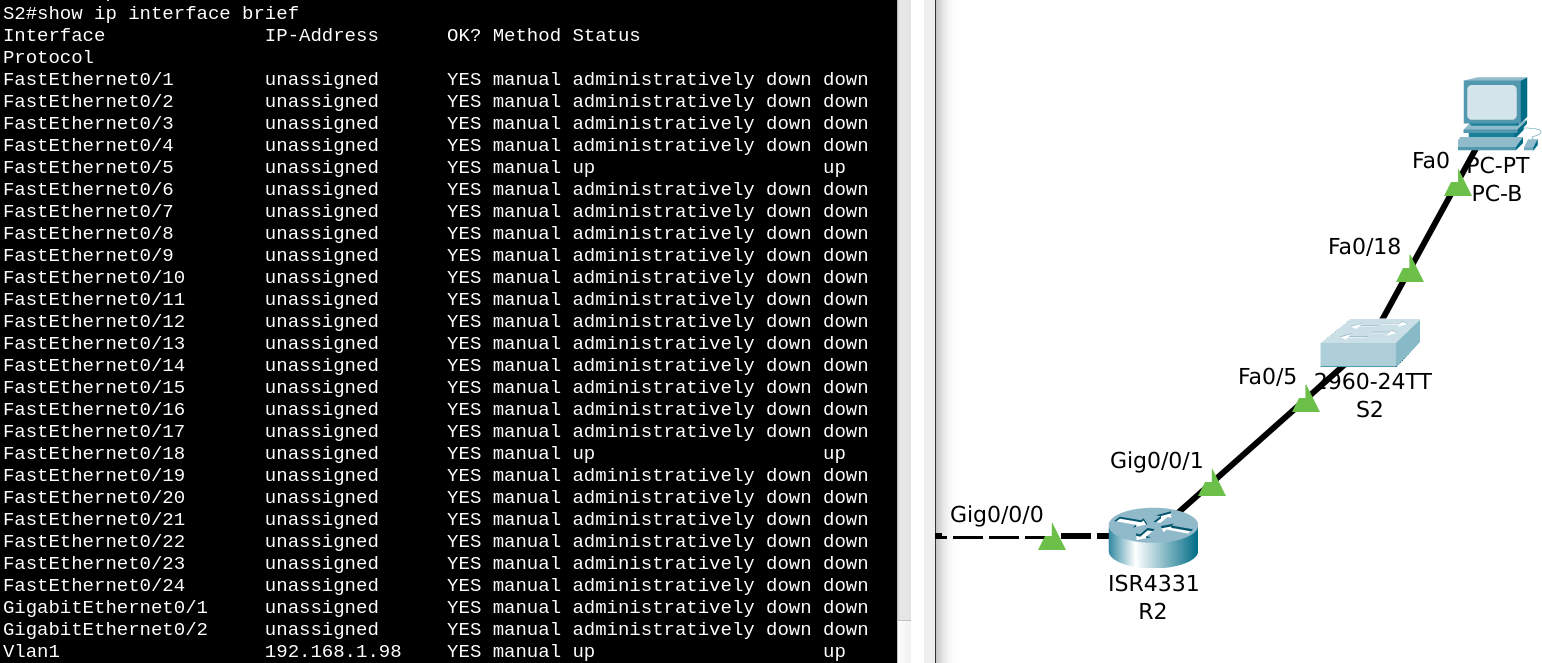 S2#show ip interface brief
Interface              IP-Address      OK? Method Status
Protocol
FastEthernet0/1        unassigned      YES manual administratively down down
FastEthernet0/2        unassigned      YES manual administratively down down
FastEthernet0/3        unassigned      YES manual administratively down down
FastEthernet0/4        unassigned      YES manual administratively down down
FastEthernet0/5        unassigned      YES manual up                    up
FastEthernet0/6        unassigned      YES manual administratively down down
FastEthernet0/7        unassigned      YES manual administratively down down
FastEthernet0/8        unassigned      YES manual administratively down down
FastEthernet0/9        unassigned      YES manual administratively down down
FastEthernet0/10       unassigned      YES manual administratively down down
FastEthernet0/11       unassigned      YES manual administratively down down
FastEthernet0/12       unassigned      YES manual administratively down down
FastEthernet0/13       unassigned      YES manual administratively down down
FastEthernet0/14       unassigned      YES manual administratively down down
FastEthernet0/15       unassigned      YES manual administratively down down
FastEthernet0/16       unassigned      YES manual administratively down down
FastEthernet0/17       unassigned      YES manual administratively down down
FastEthernet0/18       unassigned      YES manual up                    up
FastEthernet0/19       unassigned      YES manual administratively down down
FastEthernet0/20       unassigned      YES manual administratively down down
FastEthernet0/21       unassigned      YES manual administratively down down
FastEthernet0/22       unassigned      YES manual administratively down down
FastEthernet0/23       unassigned      YES manual administratively down down
FastEthernet0/24       unassigned      YES manual administratively down down
GigabitEthernet0/1     unassigned      YES manual administratively down down
GigabitEthernet0/2     unassigned      YES manual administratively down down
Vlan1                  192.168.1.98    YES manual up                    up
Fa0
PC-PT
PC-B
Fa0/18
Fa0/5
2960-24TT
S2
Gig0/0/1
Gig0/0/0
ISR4331
R2